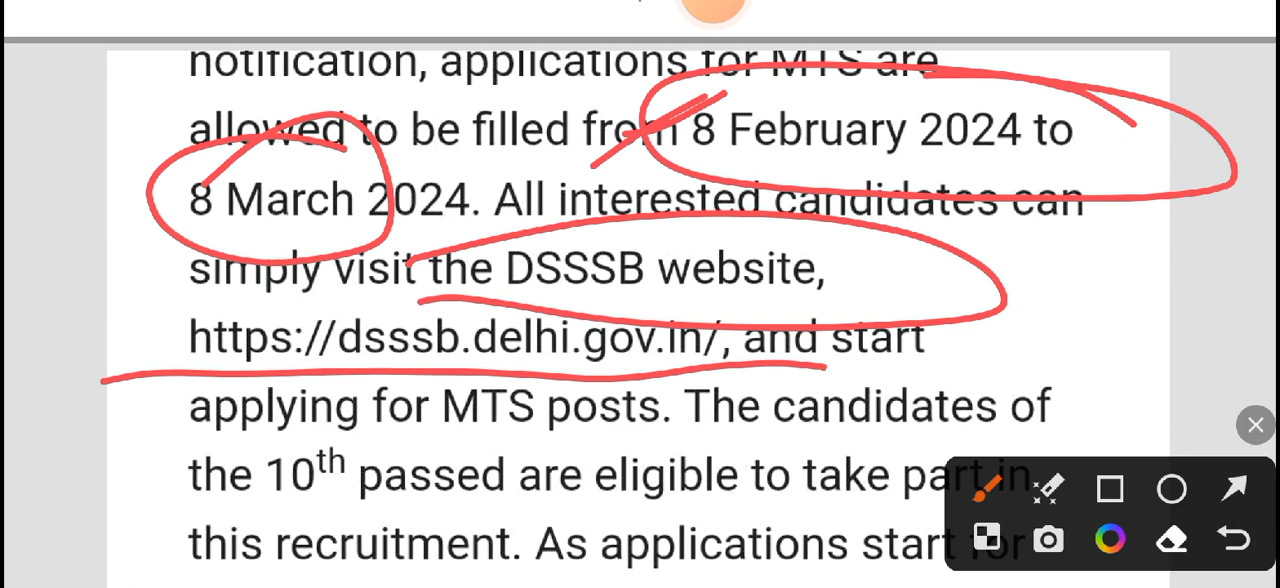 notification, applications for MTS are
allowed to be filled from 8 February 2024 to
8 March 2024. All interested candidates can
simply visit the DSSSB website,
https://dsssb.delhi.gov.in/, and start
applying for MTS posts. The candidates of
the 10th passed are eligible to take part in
this recruitment. As applications start for